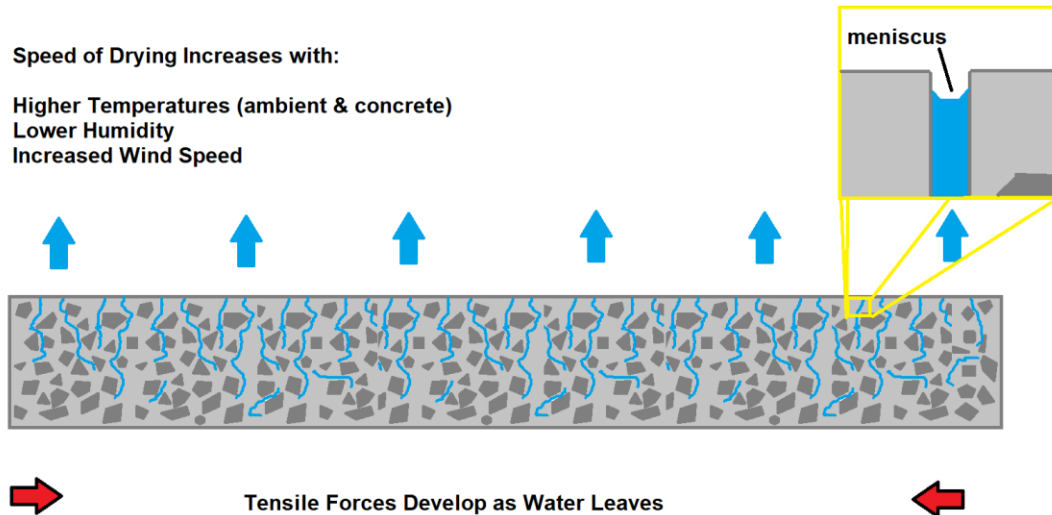 Speed of Drying Increases with:
Higher Temperatures (ambient & concrete)
Lower Humidity
Increased Wind Speed
meniscus
Tensile Forces Develop as Water Leaves